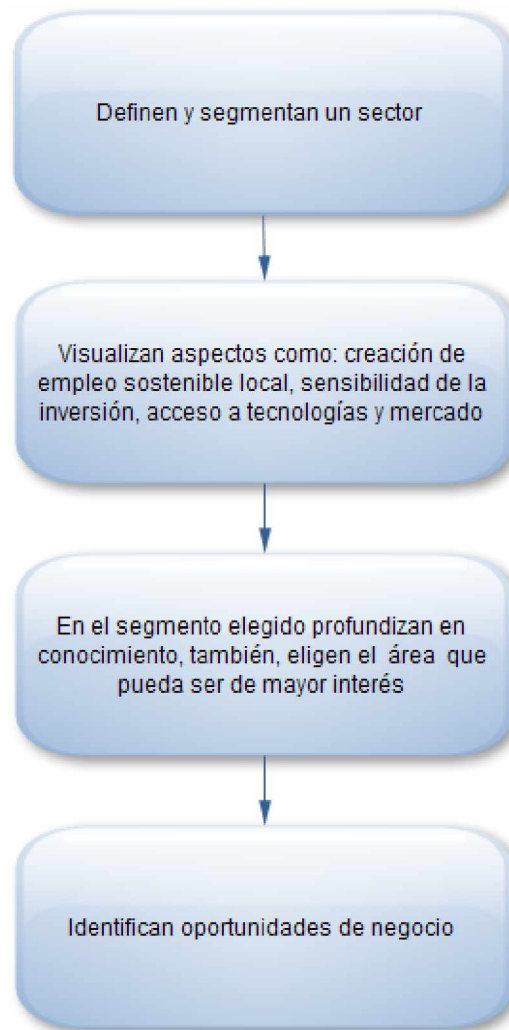 Definen y segmentan un sector
Visualizan aspectos como: creación de
empleo sostenible local, sensibilidad de la
inversión, acceso a tecnologías y mercado
En el segmento elegido profundizan en
conocimiento, también, eligen el área que
pueda ser de mayor interés
Identifican oportunidades de negocio